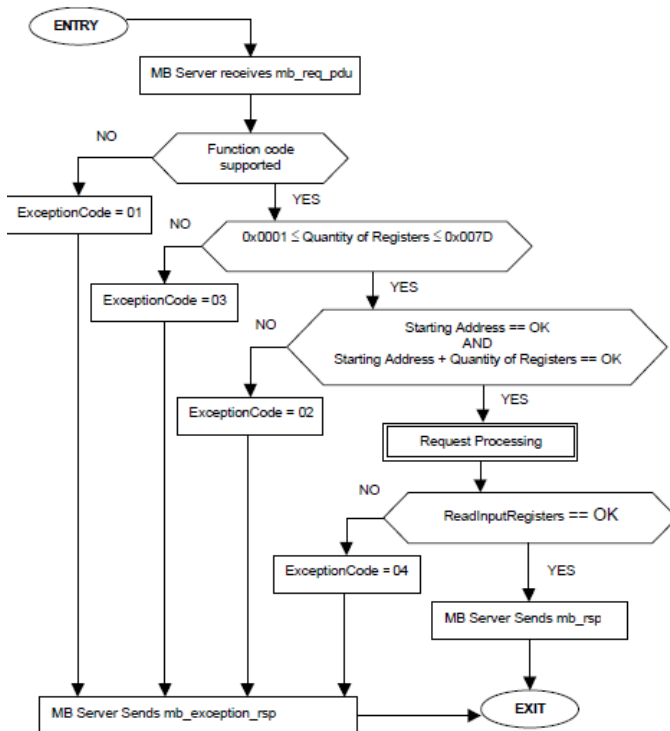 ENTRY
MB Server receives mb_req_pdu
NO
Function code
supported
YES
ExceptionCode = 01
NO
0x0001 ≤ Quantity of Registers ≤ 0x007D
YES
ExceptionCode = 03
NO
Starting Address == OK
AND
Starting Address + Quantity of Registers == OK
ExceptionCode = 02
YES
Request Processing
NO
ReadInputRegisters == OK
ExceptionCode = 04
YES
MB Server Sends mb_rsp
MB Server Sends mb_exception_rsp
EXIT